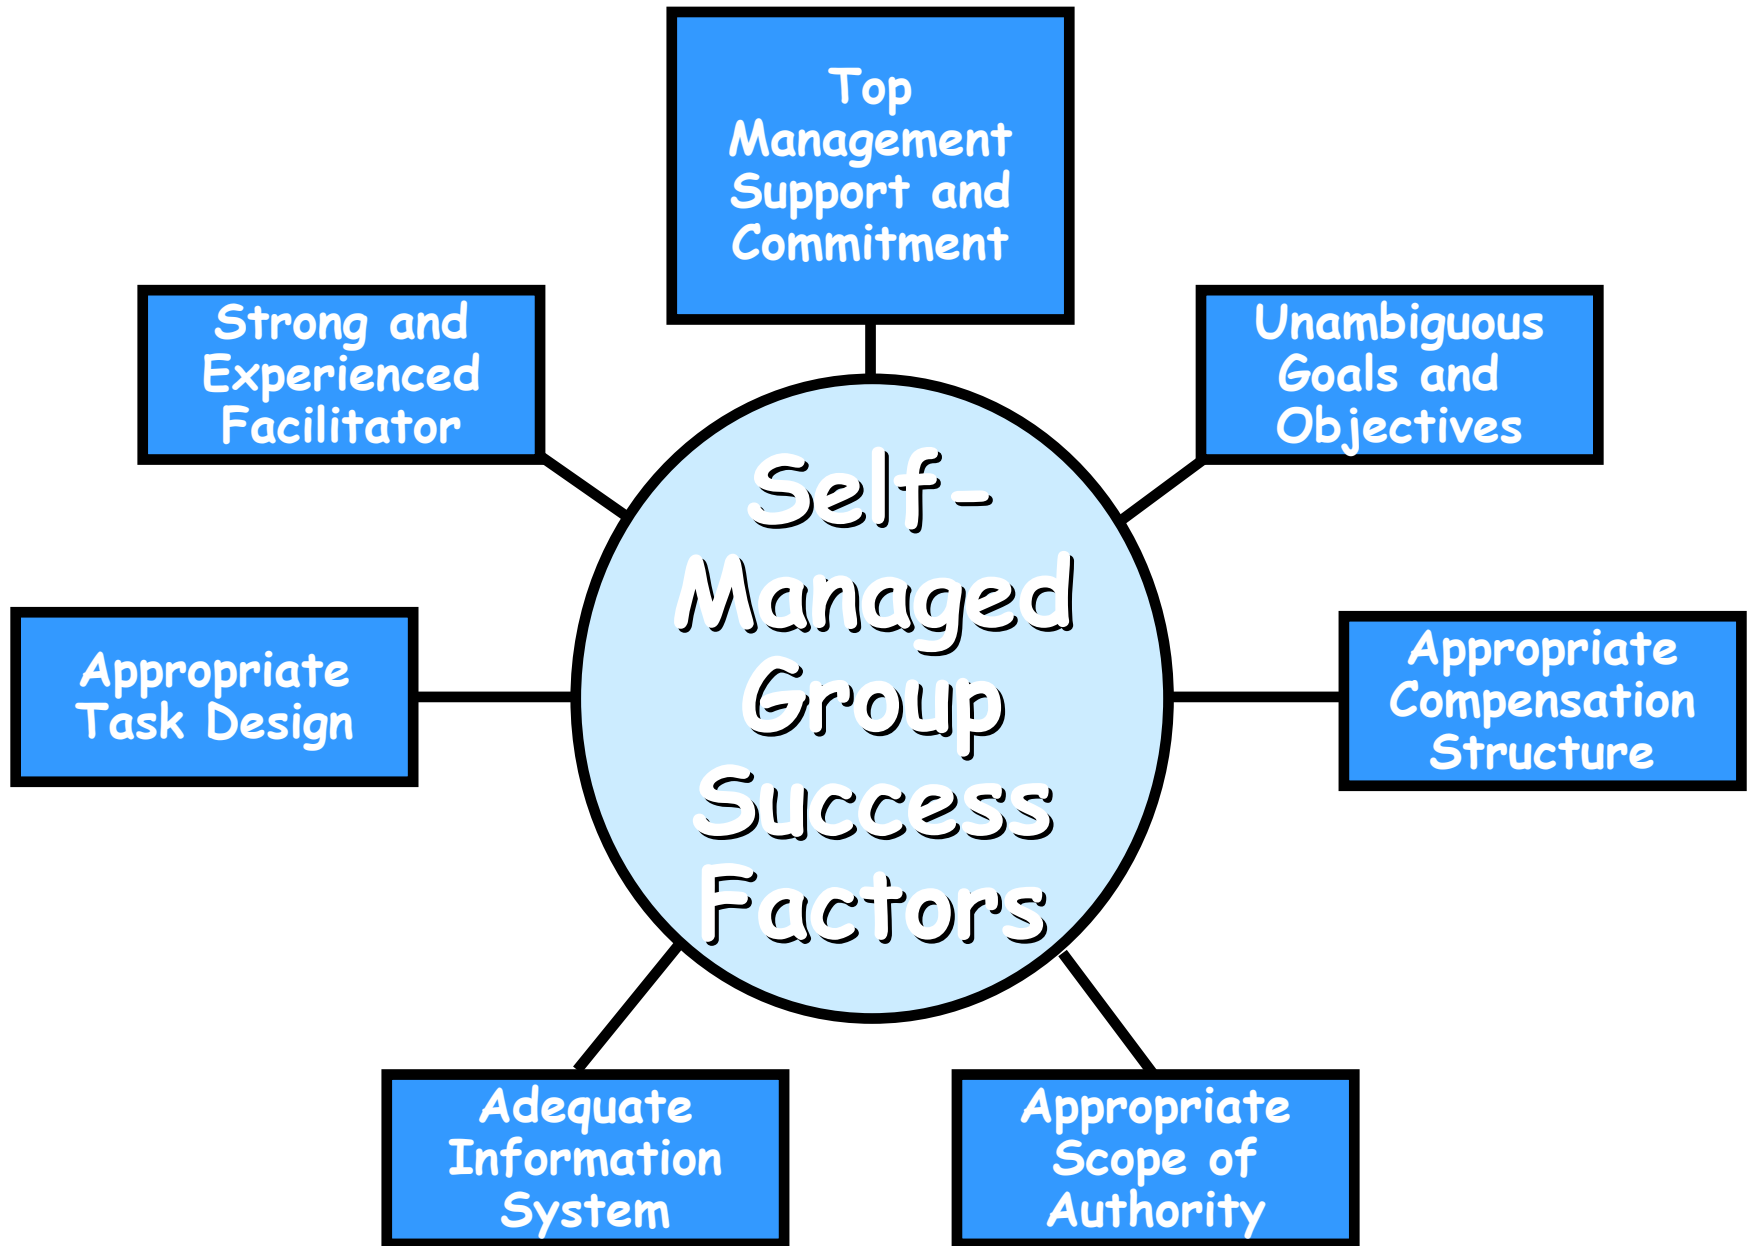 Top
Management
Support and
Commitment
Strong and
Experienced
Facilitator
Unambiguous
Goals and
Objectives
Self-
Managed
Group
Success
Factors
Appropriate
Task Design
Appropriate
Compensation
Structure
Adequate
Information
System
Appropriate
Scope of
Authority